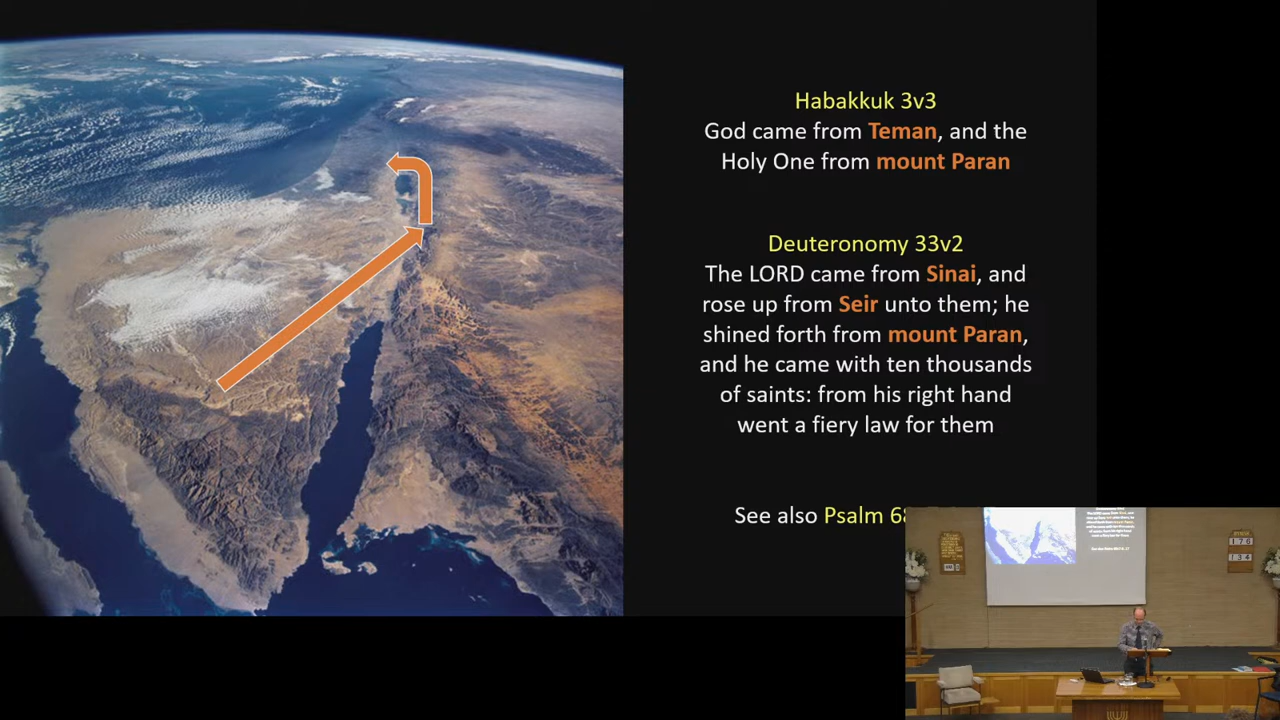 Habakkuk 3v3
God came from Teman, and the
Holy One from mount Paran
Deuteronomy 33v2
The LORD came from Sinai, and
rose up from Seir unto them; he
shined forth from mount Paran,
and he came with ten thousands
of saints: from his right hand
went a fiery law for them
See also Psalm
176
134